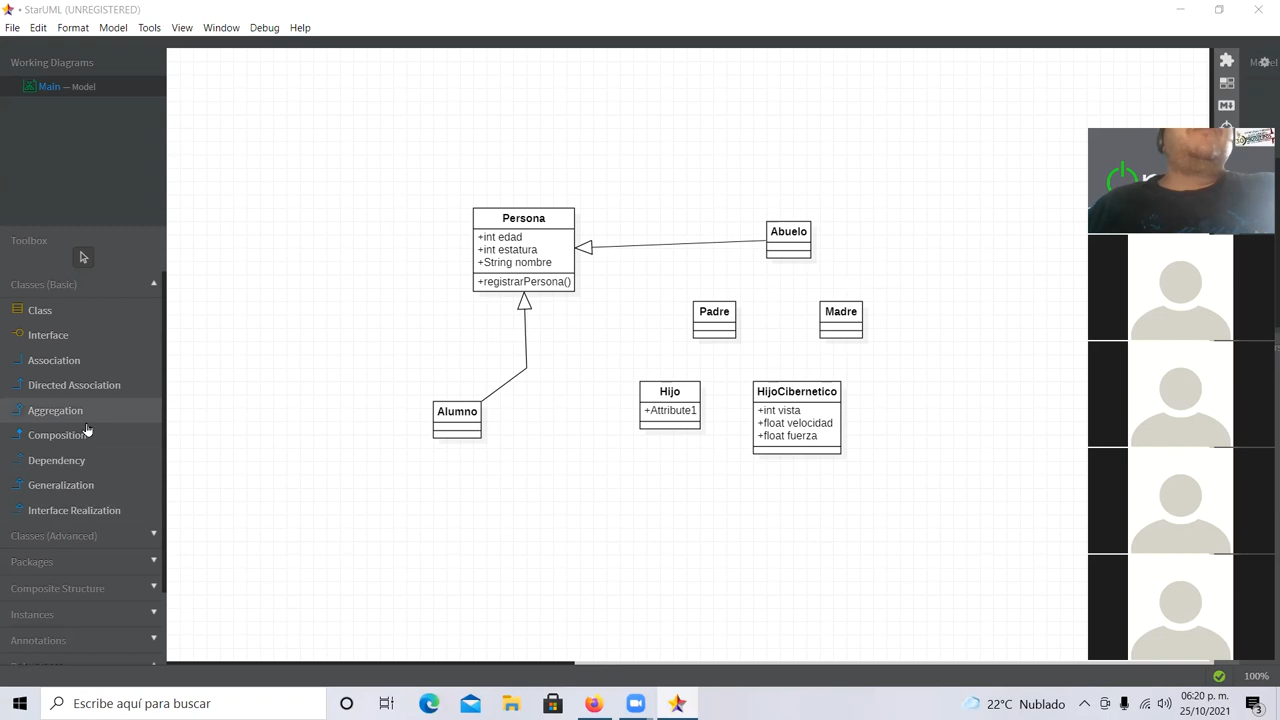 • StarUML (UNREGISTERED)
File Edit Format Model Tools View Window Debug Help
Working Diagrams
Main — Model
Toolbox
Classes (Basic)
Class
Interface
Association
Directed Association
Aggregation
Composition
Dependency
Generalization
Interface Realization
Classes (Advanced)
Packages
Composite Structure
Instances
Annotations
Persona
+int edad
+int estatura
+String nombre
+registrarPersona()
Abuelo
Padre
Madre
Alumno
Hijo
+Attribute1
HijoCibernetico
+int vista
+float velocidad
+float fuerza
M↓
100%
Escribe aquí para buscar
22°C Nublado
06:20 p. m.
25/10/2021
3